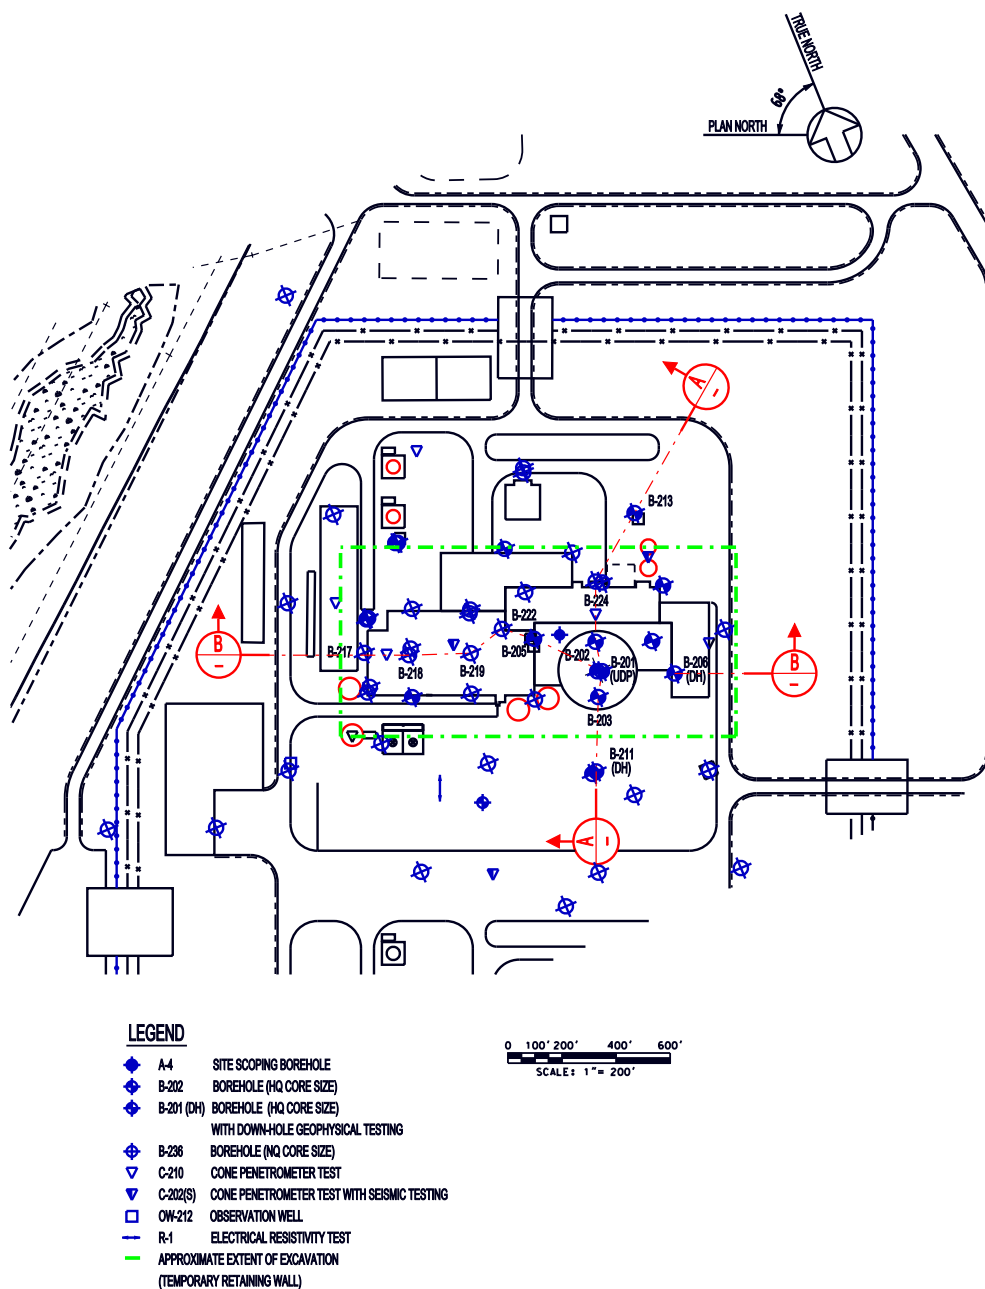 TRUE NORTH
68°
PLAN NORTH
A
–
B-213
B-224
B-222
B-205
B-202
B-201
(UDP)
B-206
(DH)
B-217
B-218
B-219
B-203
B
–
B
–
B-211
(DH)
A
–
LEGEND
A-4 SITE SCOPING BOREHOLE
B-202 BOREHOLE (HQ CORE SIZE)
B-201 (DH) BOREHOLE (HQ CORE SIZE)
WITH DOWN-HOLE GEOPHYSICAL TESTING
B-236 BOREHOLE (NQ CORE SIZE)
C-210 CONE PENETROMETER TEST
C-202(S) CONE PENETROMETER TEST WITH SEISMIC TESTING
OW-212 OBSERVATION WELL
R-1 ELECTRICAL RESISTIVITY TEST
APPROXIMATE EXTENT OF EXCAVATION
(TEMPORARY RETAINING WALL)
0 100' 200' 400' 600'
SCALE: 1"= 200'